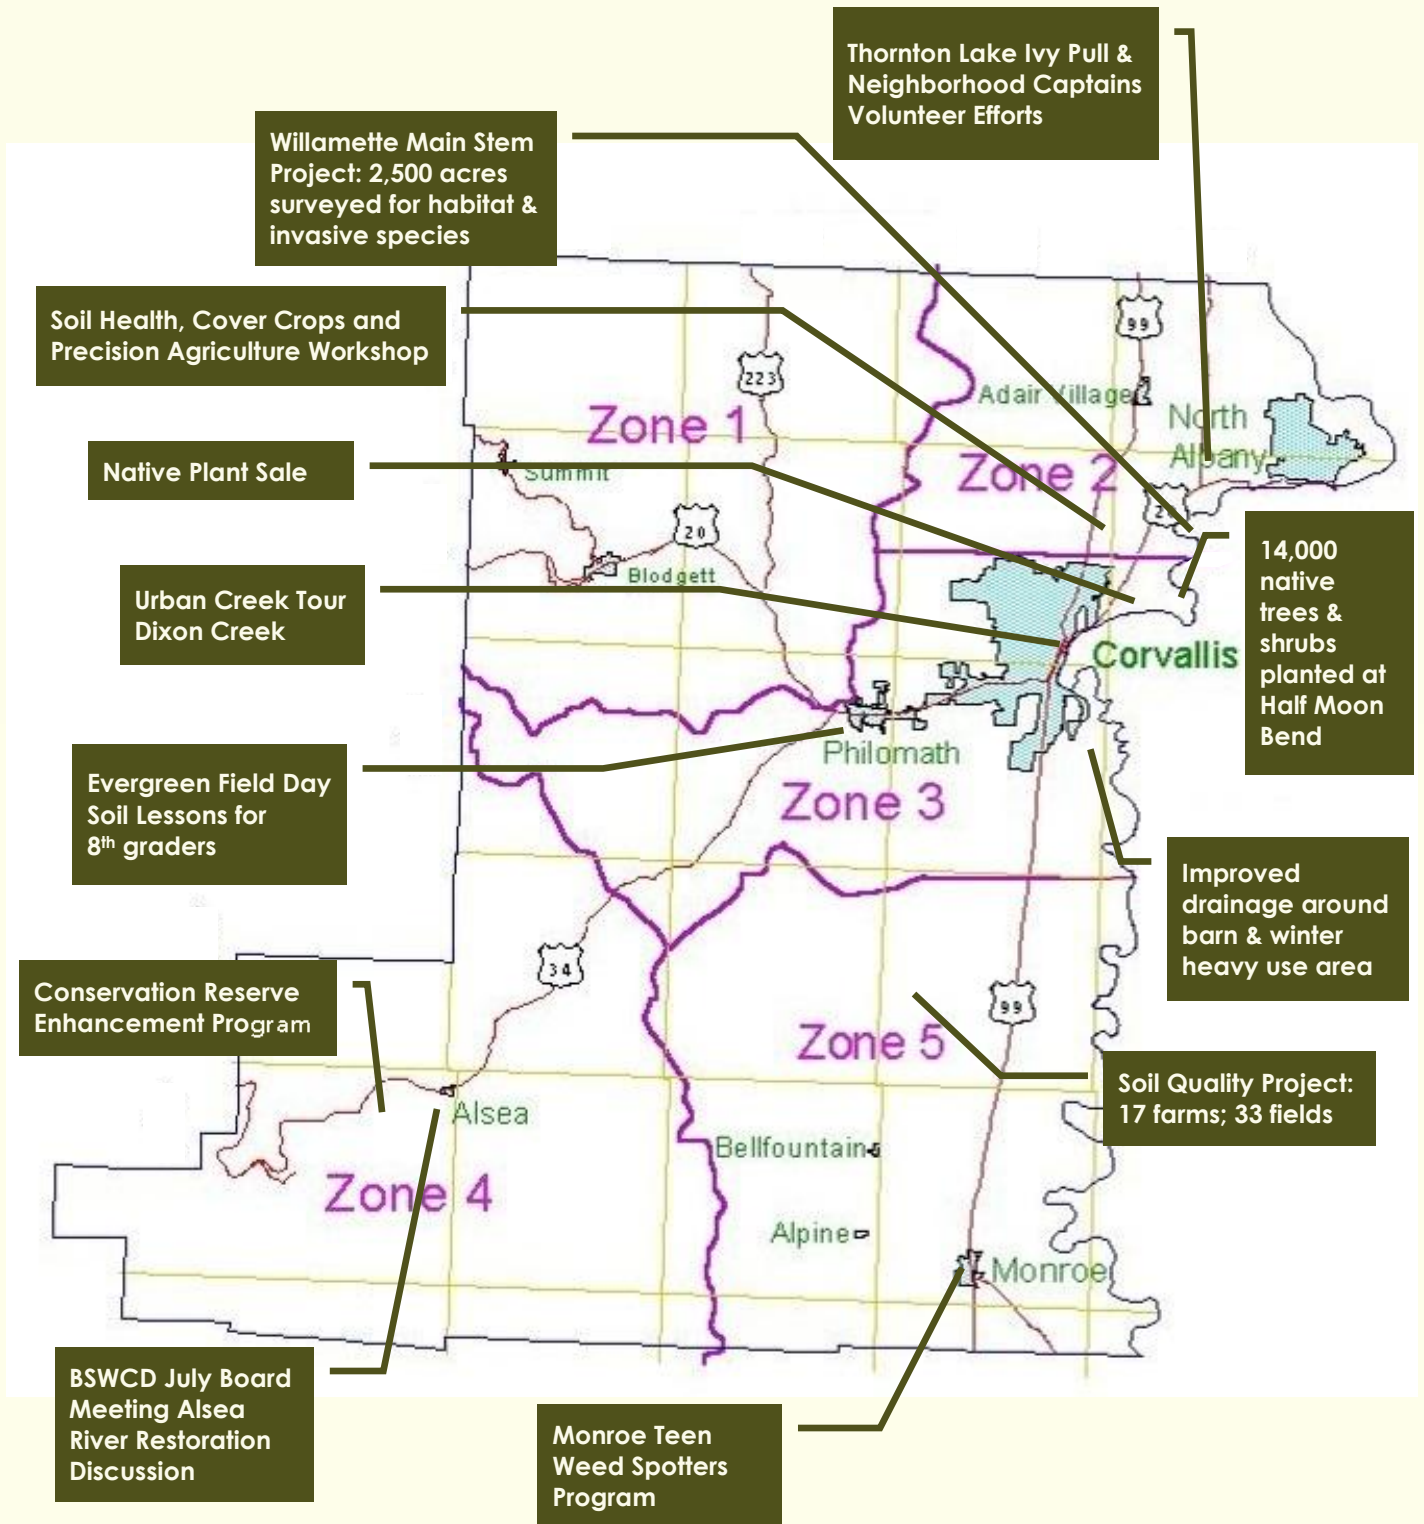 Thornton Lake Ivy Pull &
Neighborhood Captains
Volunteer Efforts
Willamette Main Stem
Project: 2,500 acres
surveyed for habitat &
invasive species
Soil Health, Cover Crops and
Precision Agriculture Workshop
99
223
Adair Village
North
Albany
Zone 1
Zone 2
Native Plant Sale
Summit
20
20
Blodgett
14,000
native
trees &
shrubs
planted at
Half Moon
Bend
Urban Creek Tour
Dixon Creek
Corvallis
Philomath
Evergreen Field Day
Soil Lessons for
8th graders
Zone 3
Improved
drainage around
barn & winter
heavy use area
34
99
Conservation Reserve
Enhancement Program
Zone 5
Soil Quality Project:
17 farms; 33 fields
Alsea
Bellfountain
Zone 4
Alpine
Monroe
BSWCD July Board
Meeting Alsea
River Restoration
Discussion
Monroe Teen
Weed Spotters
Program